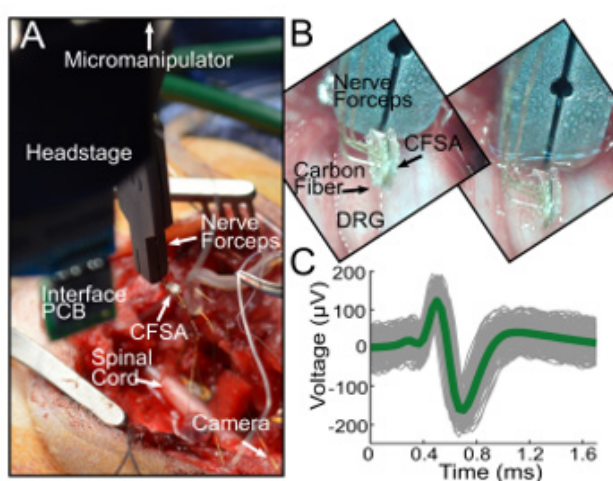 A
Micromanipulator
Headstage
Nerve
Forceps
Interface
PCB
CFSA
Spinal
Cord
Camera
B
Nerve
Forceps
CFSA
Carbon
Fiber
DRG
C
Voltage (µV)
200
100
0
-100
-200
0
0.4
0.8
1.2
1.6
Time (ms)